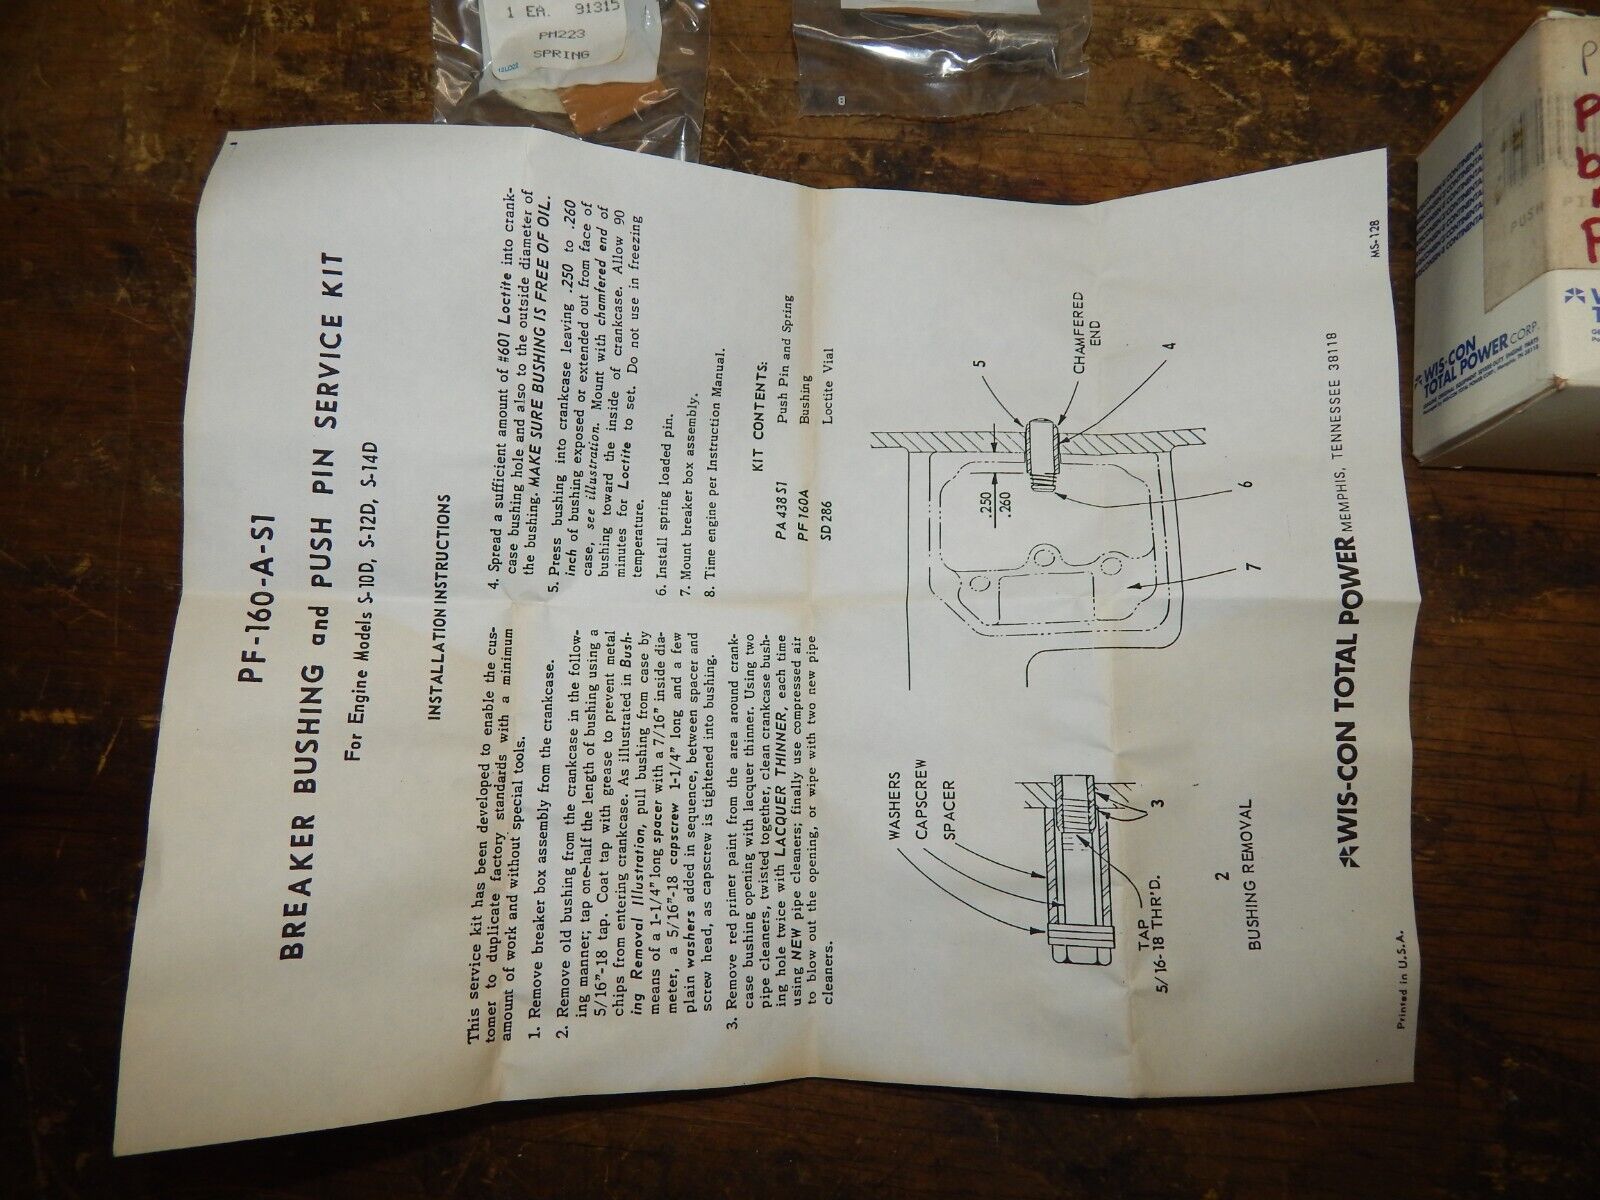 1 EA. 91315
PM223
SPRING
PF-160-A-S1
BREAKER BUSHING and PUSH PIN SERVICE KIT
For Engine Models S-10D, S-12D, S-14D
INSTALLATION INSTRUCTIONS
This service kit has been developed to enable the cus-
tomer to duplicate factory standards with a minimum
amount of work and without special tools.
1. Remove breaker box assembly from the crankcase.
2. Remove old bushing from the crankcase in the follow-
ing manner; tap one-half the length of bushing using a
5/16"-18 tap. Coat tap with grease to prevent metal
chips from entering crankcase. As illustrated in Bush-
ing Removal Illustration, pull bushing from case by
means of a 1-1/4" long spacer with a 7/16" inside dia-
meter, a 5/16"-18 capscrew 1-1/4" long and a few
plain washers added in sequence, between spacer and
screw head, as capscrew is tightened into bushing.
3. Remove red primer paint from the area around crank-
case bushing opening with lacquer thinner. Using two
pipe cleaners, twisted together, clean crankcase bush-
ing hole twice with LACQUER THINNER, each time
using NEW pipe cleaners; finally use compressed air
to blow out the opening, or wipe with two new pipe
cleaners.
4. Spread a sufficient amount of #601 Loctite into crank-
case bushing hole and also to the outside diameter of
the bushing. MAKE SURE BUSHING IS FREE OF OIL.
5. Press bushing into crankcase leaving .250 to .260
inch of bushing exposed or extended out from face of
case, see illustration. Mount with chamfered end of
bushing toward the inside of crankcase. Allow 90
minutes for Loctite to set. Do not use in freezing
temperature.
6. Install spring loaded pin.
7. Mount breaker box assembly.
8. Time engine per Instruction Manual.
KIT CONTENTS:
PA 438 S1 Push Pin and Spring
PF 160A Bushing
SD 286 Loctite Vial
WASHERS
CAPSCREW
SPACER
TAP
5/16-18 THR'D.
3
2
BUSHING REMOVAL
5
CHAMFERED
END
4
.250
.260
6
7
WIS-CON TOTAL POWER MEMPHIS, TENNESSEE 38118
Printed in U.S.A.
MS-128
WIS-CON
TOTAL POWER CORP.
PUSH PI